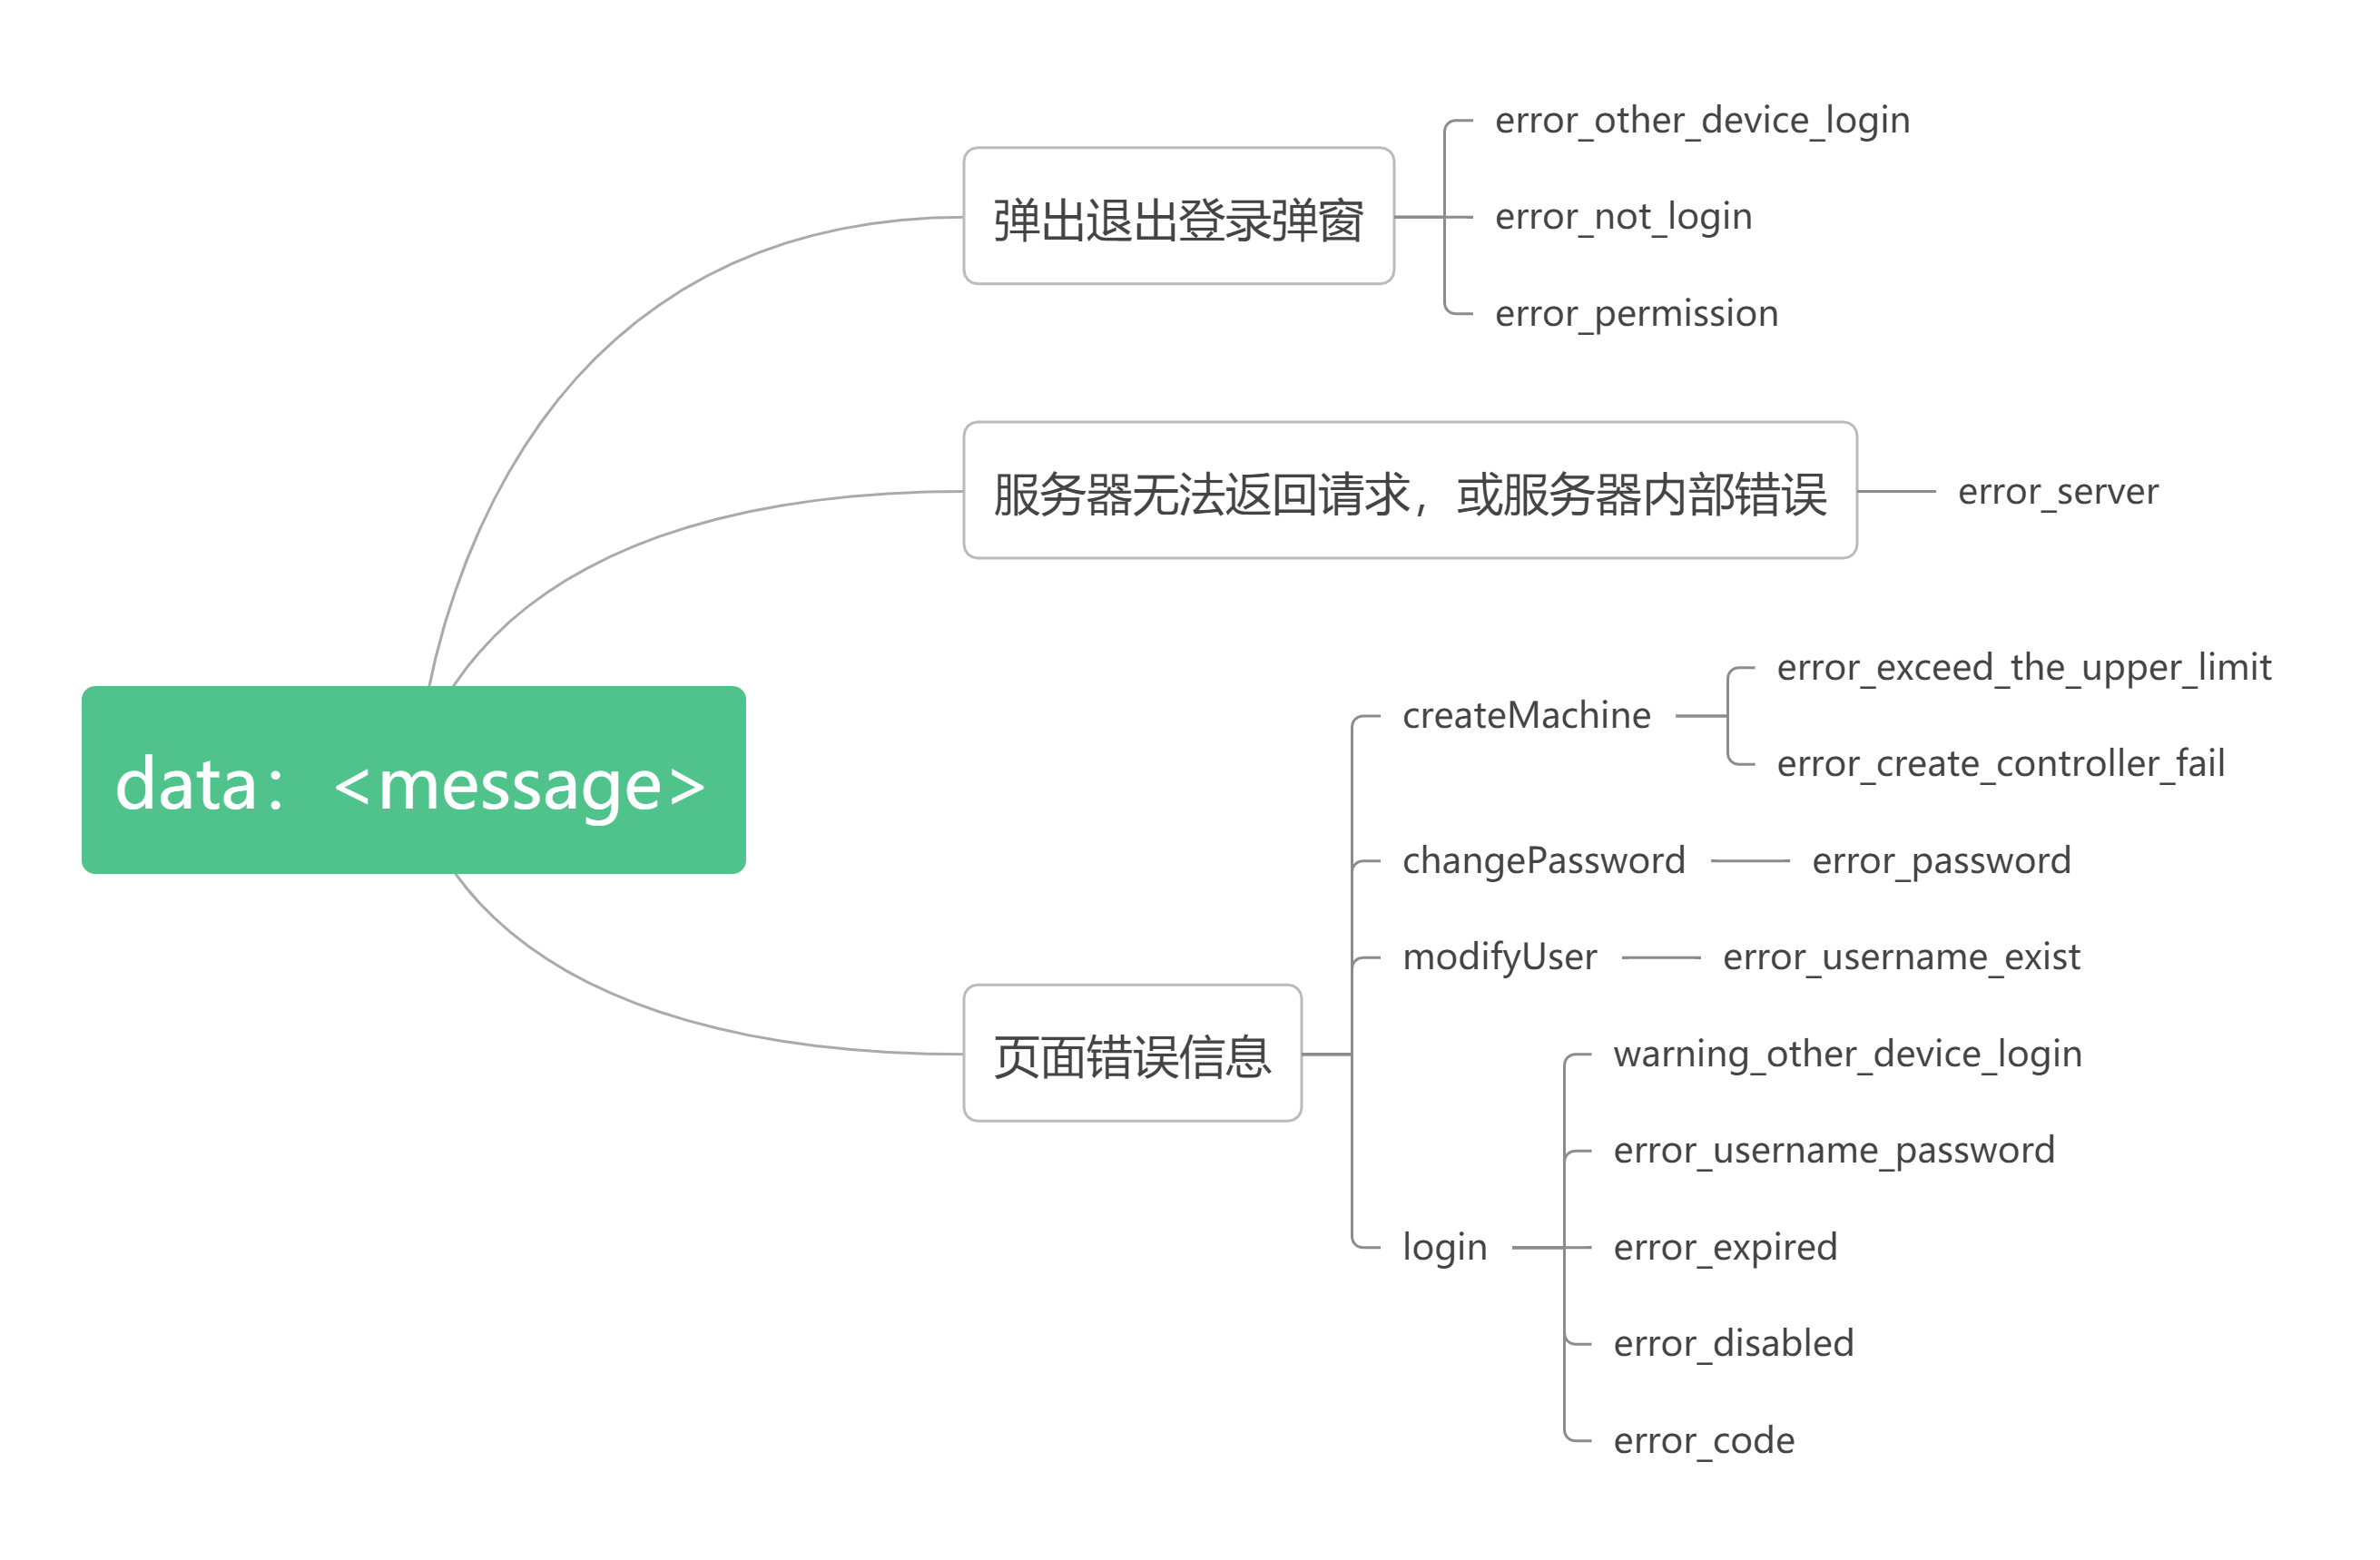 data： <message>
弹出退出登录弹窗
error_other_device_login
error_not_login
error_permission
服务器无法返回请求，或服务器内部错误
error_server
页面错误信息
createMachine
error_exceed_the_upper_limit
error_create_controller_fail
changePassword
error_password
modifyUser
error_username_exist
login
warning_other_device_login
error_username_password
error_expired
error_disabled
error_code